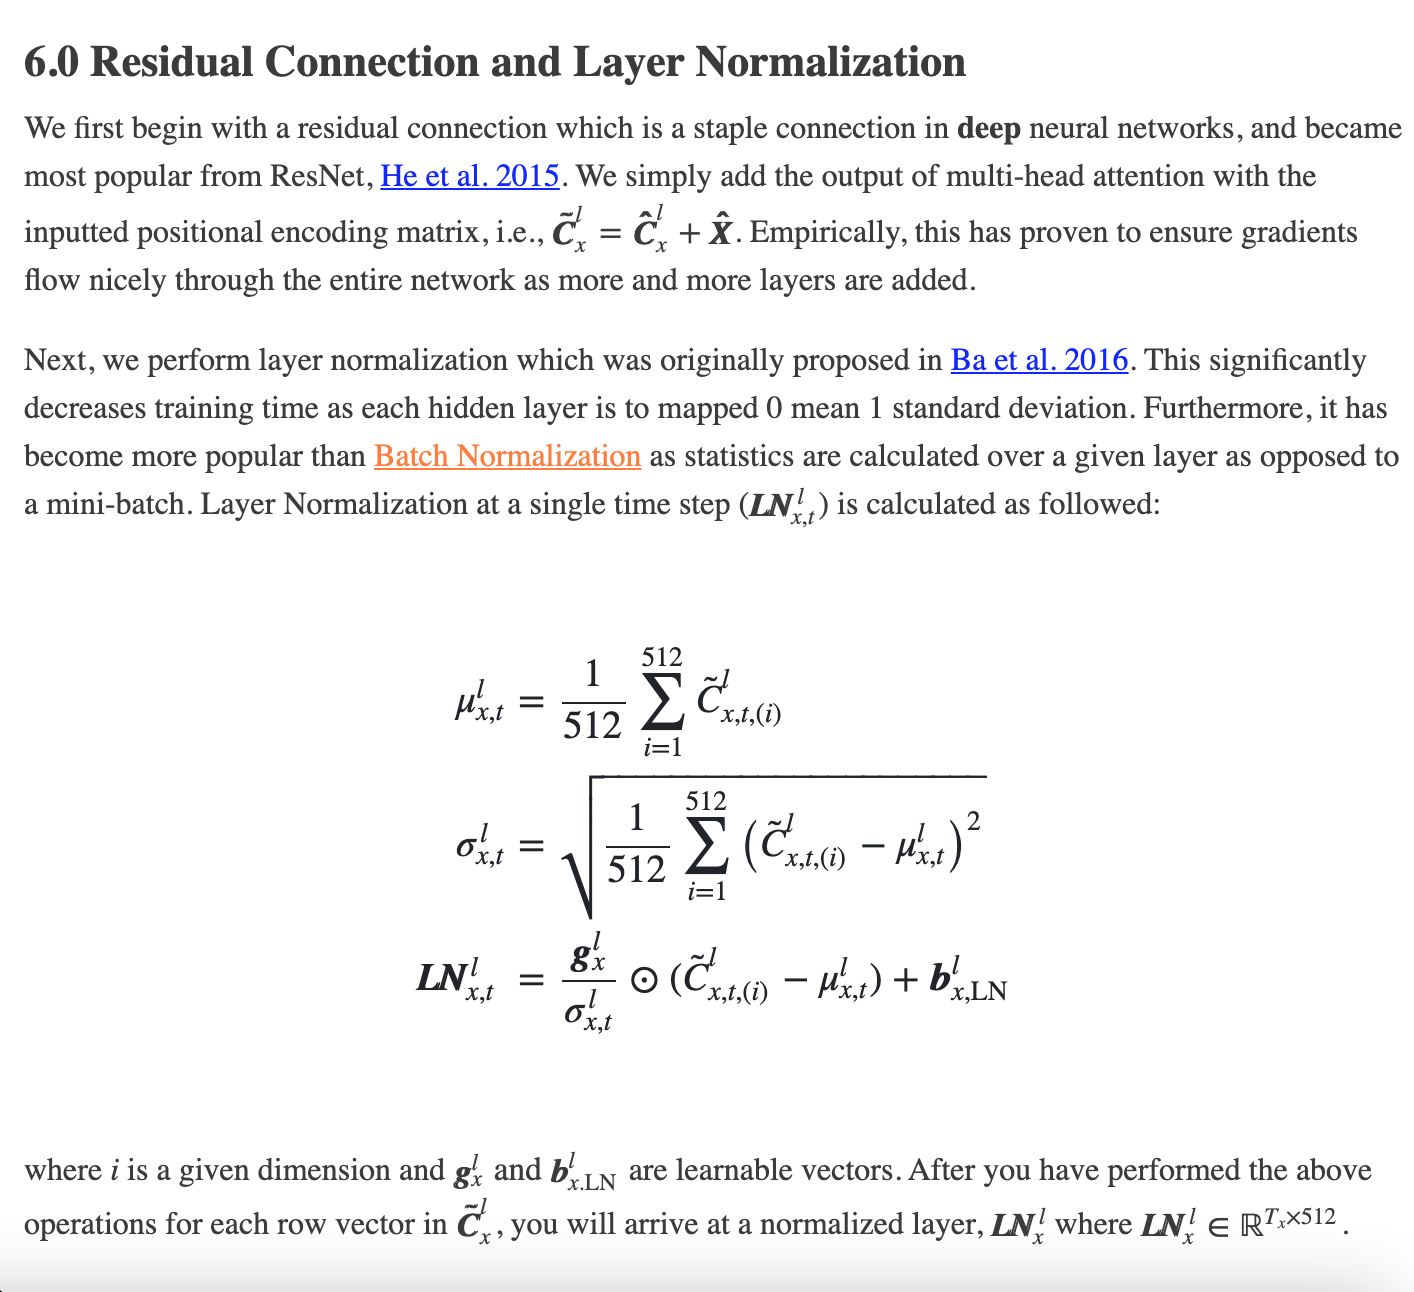 6.0 Residual Connection and Layer Normalization
We first begin with a residual connection which is a staple connection in deep neural networks, and became
most popular from ResNet, He et al. 2015. We simply add the output of multi-head attention with the
inputted positional encoding matrix, i.e., $\tilde{\boldsymbol{C}}_x^l = \hat{\boldsymbol{C}}_x^l + \hat{\boldsymbol{X}}$. Empirically, this has proven to ensure gradients
flow nicely through the entire network as more and more layers are added.
Next, we perform layer normalization which was originally proposed in Ba et al. 2016. This significantly
decreases training time as each hidden layer is to mapped 0 mean 1 standard deviation. Furthermore, it has
become more popular than Batch Normalization as statistics are calculated over a given layer as opposed to
a mini-batch. Layer Normalization at a single time step ($\boldsymbol{LN}_{x,t}^l$) is calculated as followed:
$\mu_{x,t}^l = \frac{1}{512} \sum_{i=1}^{512} \tilde{C}_{x,t,(i)}^l$
$\sigma_{x,t}^l = \sqrt{\frac{1}{512} \sum_{i=1}^{512} \left(\tilde{C}_{x,t,(i)}^l - \mu_{x,t}^l\right)^2}$
$\boldsymbol{LN}_{x,t}^l = \frac{\boldsymbol{g}_x^l}{\sigma_{x,t}^l} \odot (\tilde{C}_{x,t,(i)}^l - \mu_{x,t}^l) + \boldsymbol{b}_{x,\text{LN}}^l$
where $i$ is a given dimension and $\boldsymbol{g}_x^l$ and $\boldsymbol{b}_{x.\text{LN}}^l$ are learnable vectors. After you have performed the above
operations for each row vector in $\tilde{\boldsymbol{C}}_x^l$, you will arrive at a normalized layer, $\boldsymbol{LN}_x^l$ where $\boldsymbol{LN}_x^l \in \mathbb{R}^{T_x \times 512}$.